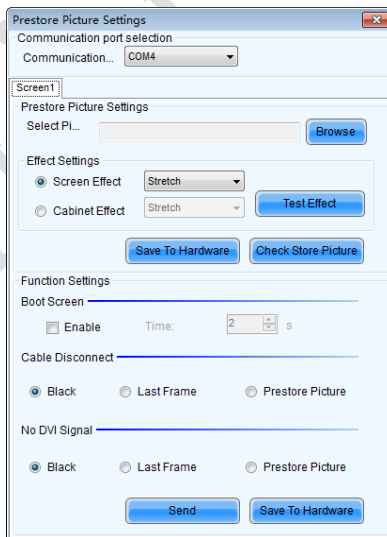 Prestore Picture Settings
Communication port selection
Communication... COM4
Screen1
Prestore Picture Settings
Select Pi... Browse
Effect Settings
Screen Effect Stretch
Cabinet Effect Stretch
Test Effect
Save To Hardware Check Store Picture
Function Settings
Boot Screen
Enable Time: 2 s
Cable Disconnect
Black Last Frame Prestore Picture
No DVI Signal
Black Last Frame Prestore Picture
Send Save To Hardware